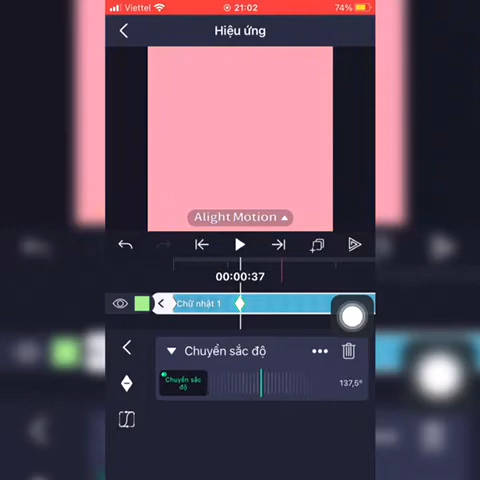 Viettel 21:02 74%
Hiệu ứng
Alight Motion
00:00:37
Chữ nhật 1
Chuyển sắc độ
Chuyển sắc
độ
137,5°